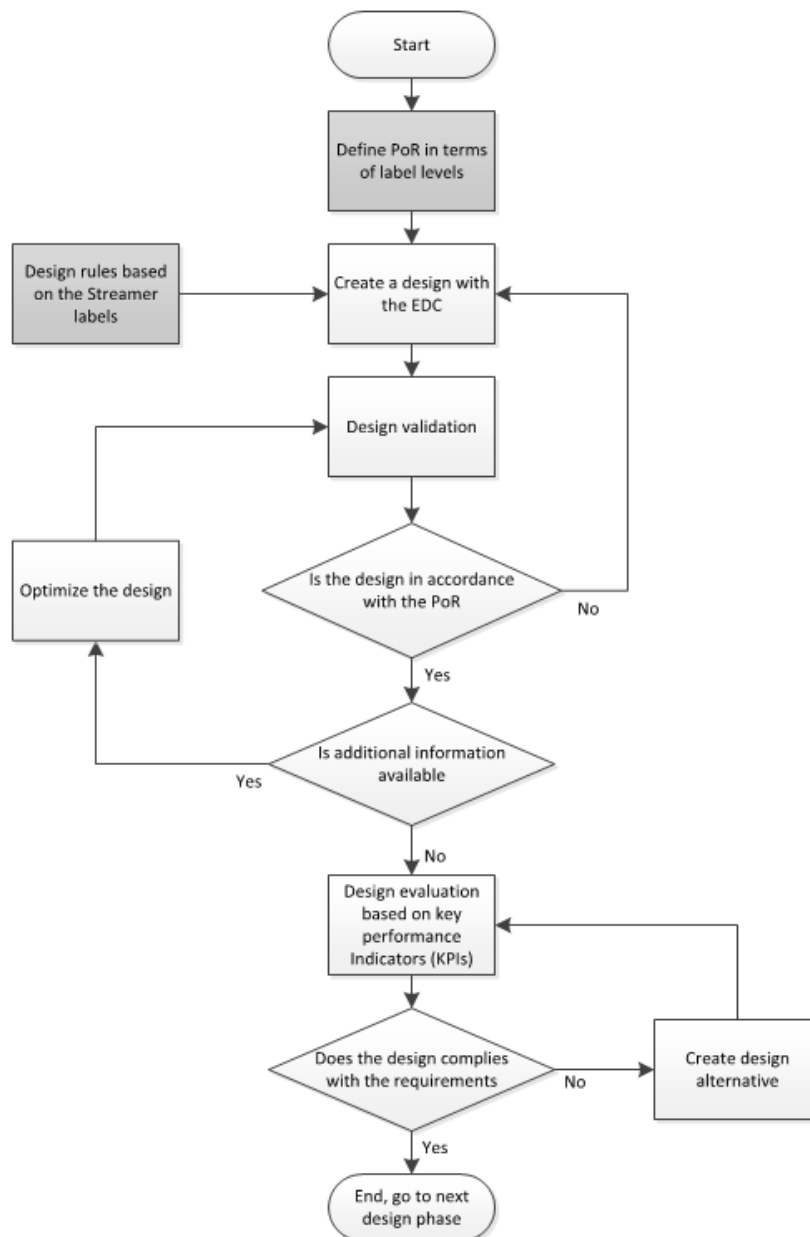 Start
Define PoR in terms
of label levels
Design rules based
on the Streamer
labels
Create a design with
the EDC
Design validation
Optimize the design
Is the design in accordance
with the PoR
No
Yes
Is additional information
available
Yes
No
Design evaluation
based on key
performance
Indicators (KPIs)
Does the design complies
with the requirements
No
Create design
alternative
Yes
End, go to next
design phase